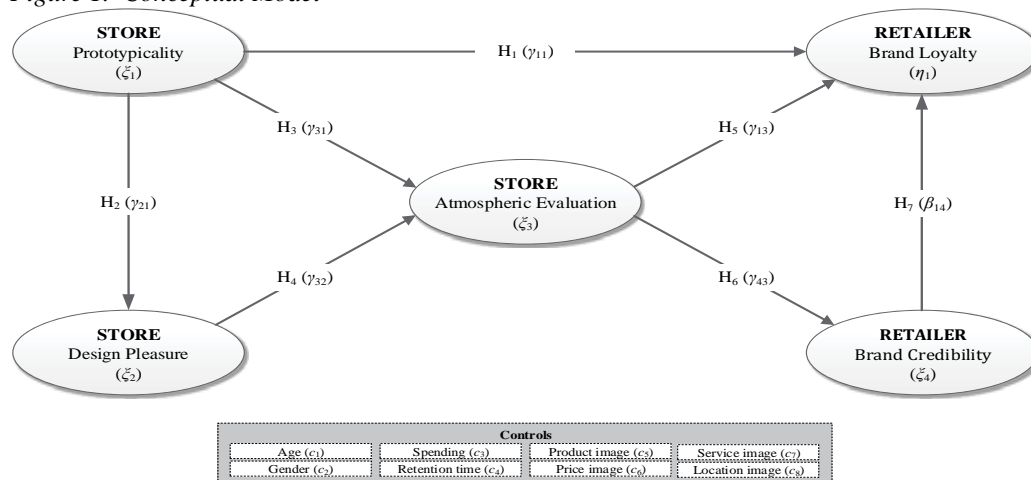 Figure 1: Conceptual Model
STORE
Prototypicality
(ξ₁)
H₁ (γ₁₁)
RETAILER
Brand Loyalty
(η₁)
H₃ (γ₃₁)
H₅ (γ₁₃)
STORE
Atmospheric Evaluation
(ξ₃)
H₂ (γ₂₁)
H₇ (β₁₄)
H₄ (γ₃₂)
H₆ (γ₄₃)
STORE
Design Pleasure
(ξ₂)
RETAILER
Brand Credibility
(ξ₄)
Controls
Age (c₁)
Spending (c₃)
Product image (c₅)
Service image (c₇)
Gender (c₂)
Retention time (c₄)
Price image (c₆)
Location image (c₈)